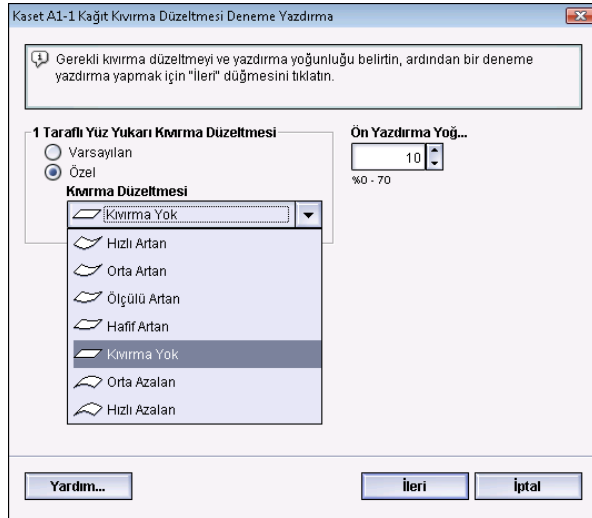 Kaset A1-1 Kağıt Kıvırma Düzeltmesi Deneme Yazdırma
Gerekli kıvırma düzeltmeyi ve yazdırma yoğunluğu belirtin, ardından bir deneme
yazdırma yapmak için "İleri" düğmesini tıklatın.
1 Taraflı Yüz Yukarı Kıvırma Düzeltmesi
Varsayılan
Özel
Kıvırma Düzeltmesi
Kıvırma Yok
Hızlı Artan
Orta Artan
Ölçülü Artan
Hafif Artan
Kıvırma Yok
Orta Azalan
Hızlı Azalan
Ön Yazdırma Yoğ...
10
%0 - 70
Yardım...
İleri
İptal